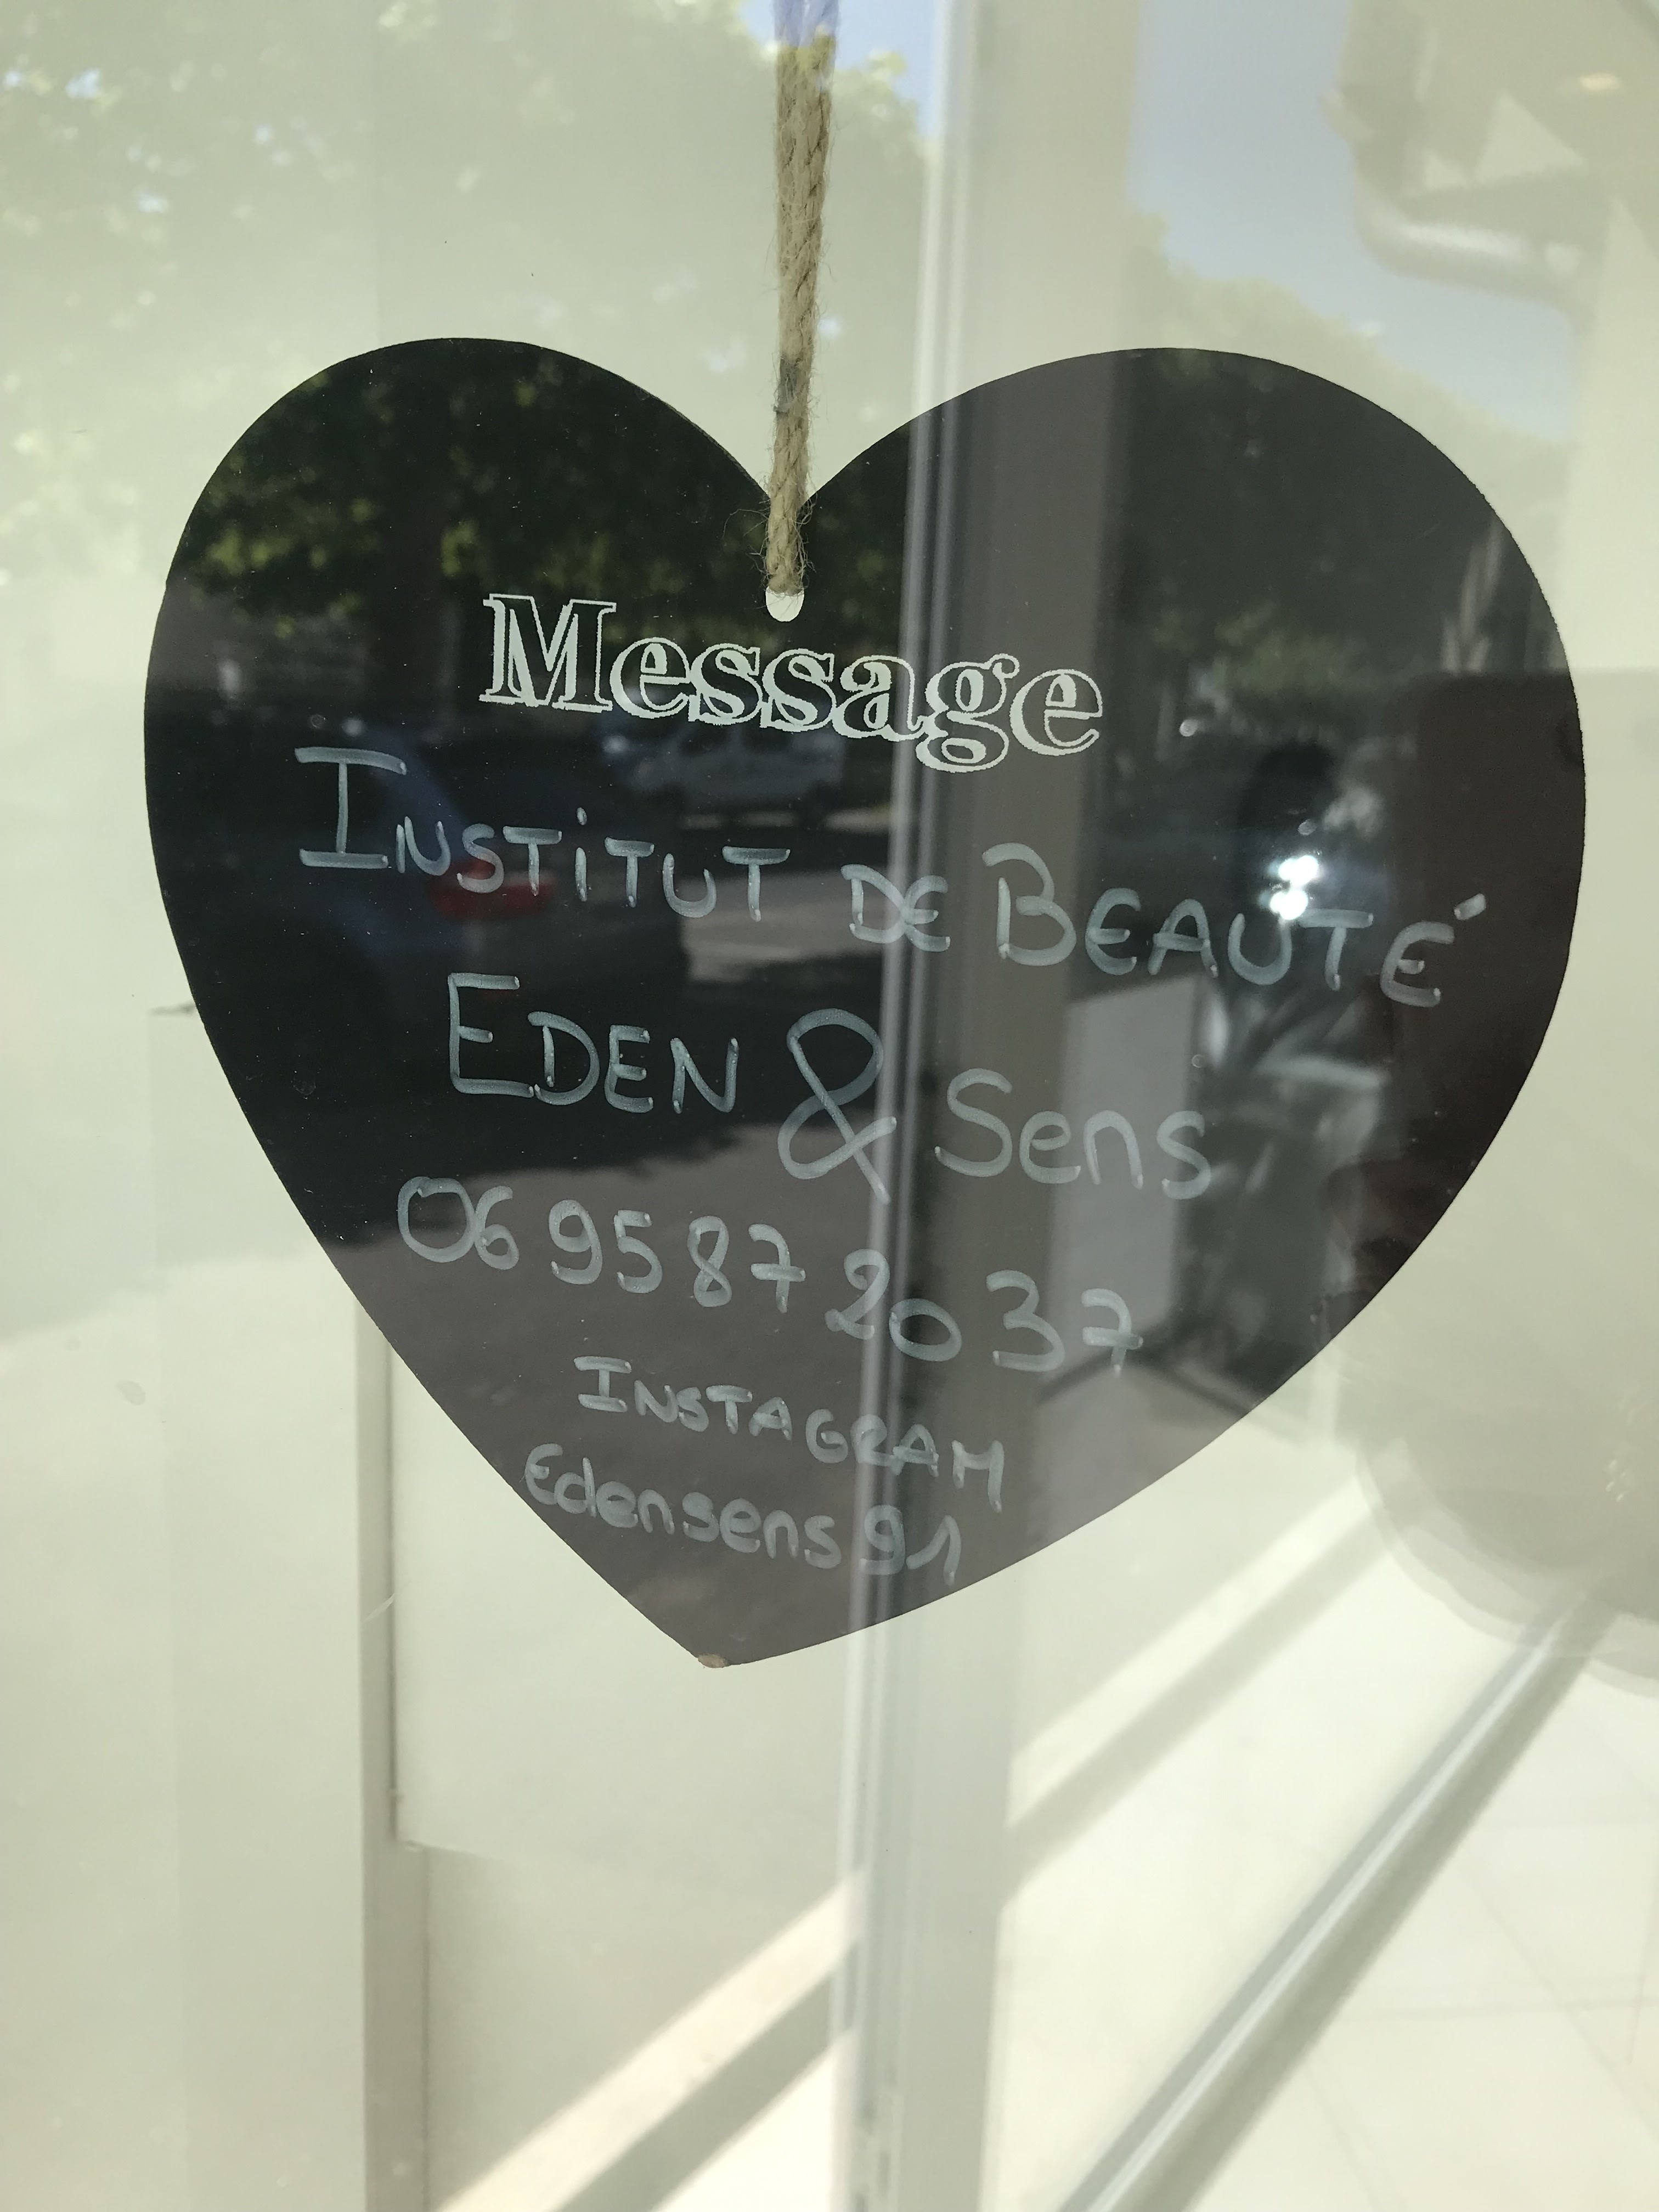 Message
INSTiTUT DE BEAUTÉ
EDEN & Sens
06 95 87 20 37
INSTAGRAM
Edensens91